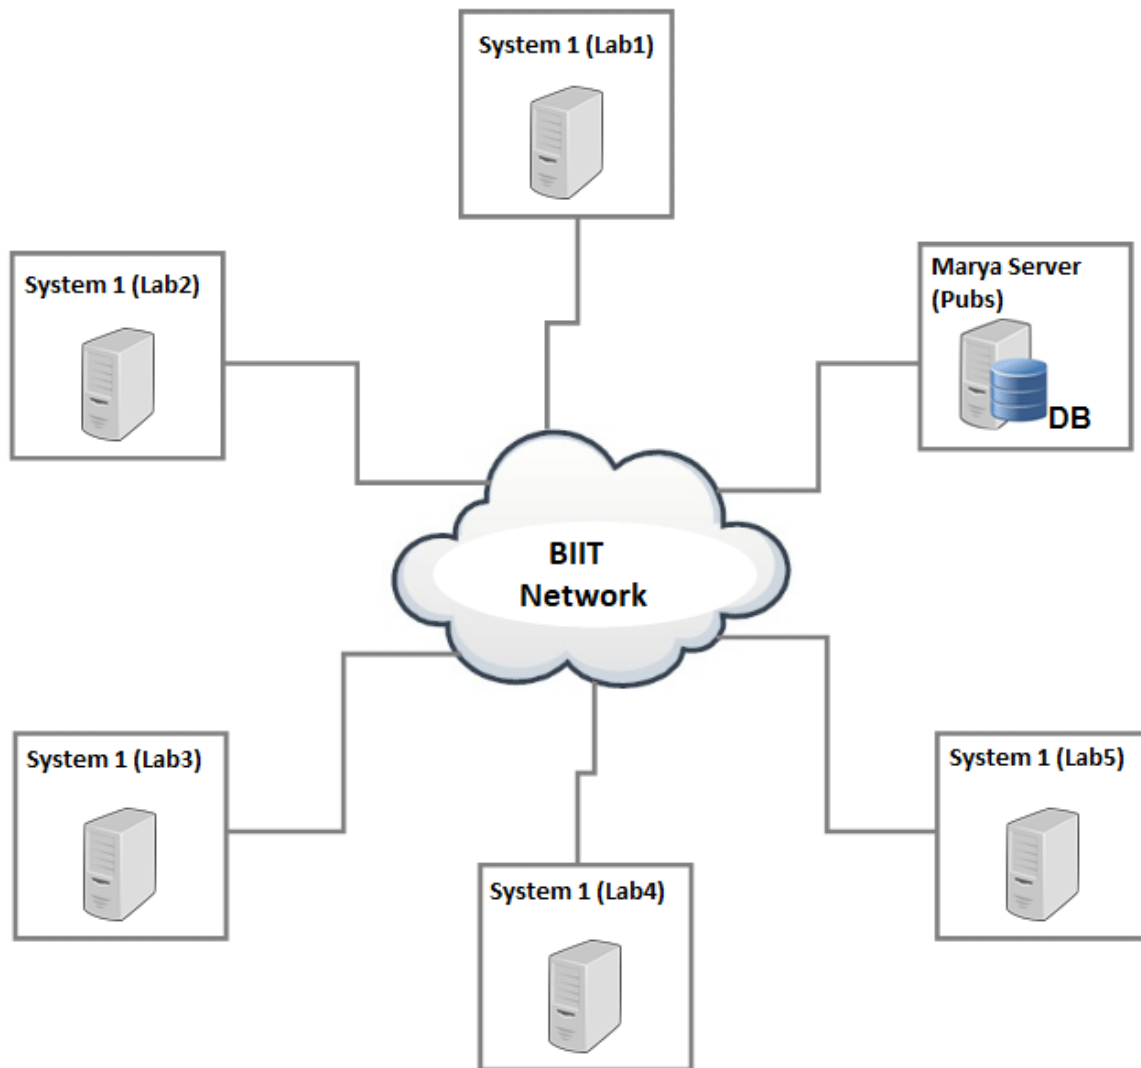 System 1 (Lab1)
System 1 (Lab2)
Marya Server
(Pubs)
DB
BIIT
Network
System 1 (Lab3)
System 1 (Lab5)
System 1 (Lab4)